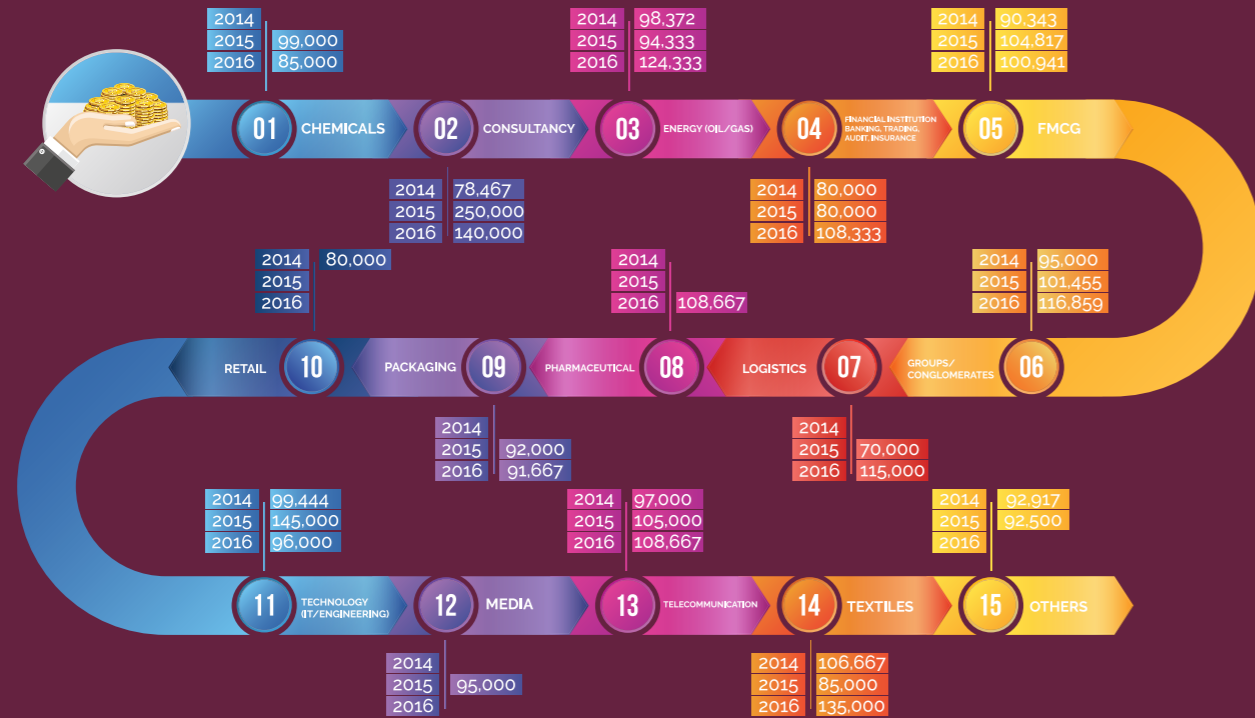 2014
2015 99,000
2016 85,000
2014 98,372
2015 94,333
2016 124,333
2014 90,343
2015 104,817
2016 100,941
01 CHEMICALS
02 CONSULTANCY
03 ENERGY (OIL/GAS)
04 FINANCIAL INSTITUTION
BANKING, TRADING,
AUDIT, INSURANCE
05 FMCG
2014 78,467
2015 250,000
2016 140,000
2014 80,000
2015 80,000
2016 108,333
2014 80,000
2015
2016
2014
2015
2016 108,667
2014 95,000
2015 101,455
2016 116,859
RETAIL 10
PACKAGING 09
PHARMACEUTICAL 08
LOGISTICS 07
GROUPS/
CONGLOMERATES 06
2014
2015 92,000
2016 91,667
2014
2015 70,000
2016 115,000
2014 99,444
2015 145,000
2016 96,000
2014 97,000
2015 105,000
2016 108,667
2014 92,917
2015 92,500
2016
11 TECHNOLOGY
(IT/ENGINEERING)
12 MEDIA
13 TELECOMMUNICATION
14 TEXTILES
15 OTHERS
2014
2015 95,000
2016
2014 106,667
2015 85,000
2016 135,000